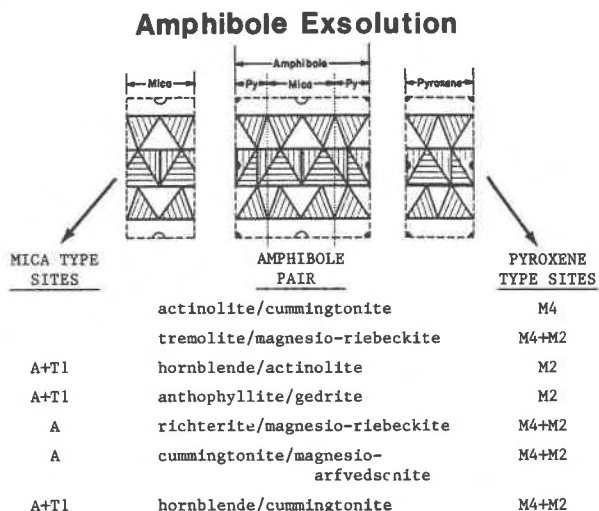 Amphibole Exsolution
Amphibole
Mica Py Mica Py Pyroxene
MICA TYPE SITES
AMPHIBOLE PAIR
PYROXENE TYPE SITES
actinolite/cummingtonite M4
tremolite/magnesio-riebeckite M4+M2
A+T1 hornblende/actinolite M2
A+T1 anthophyllite/gedrite M2
A richterite/magnesio-riebeckite M4+M2
A cummingtonite/magnesio- M4+M2
arfvedsonite
A+T1 hornblende/cummingtonite M4+M2